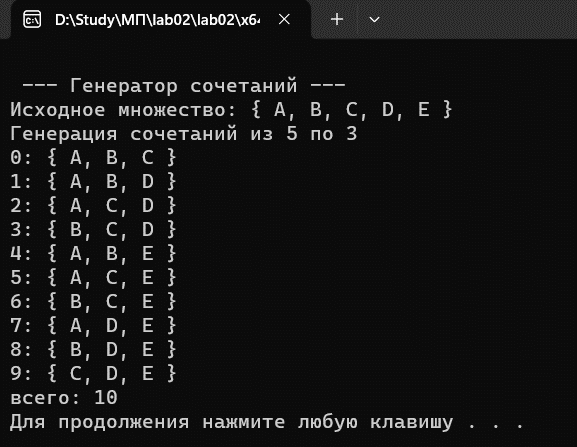 D:\Study\МП\lab02\lab02\x64
--- Генератор сочетаний ---
Исходное множество: { A, B, C, D, E }
Генерация сочетаний из 5 по 3
0: { A, B, C }
1: { A, B, D }
2: { A, C, D }
3: { B, C, D }
4: { A, B, E }
5: { A, C, E }
6: { B, C, E }
7: { A, D, E }
8: { B, D, E }
9: { C, D, E }
всего: 10
Для продолжения нажмите любую клавишу . . .